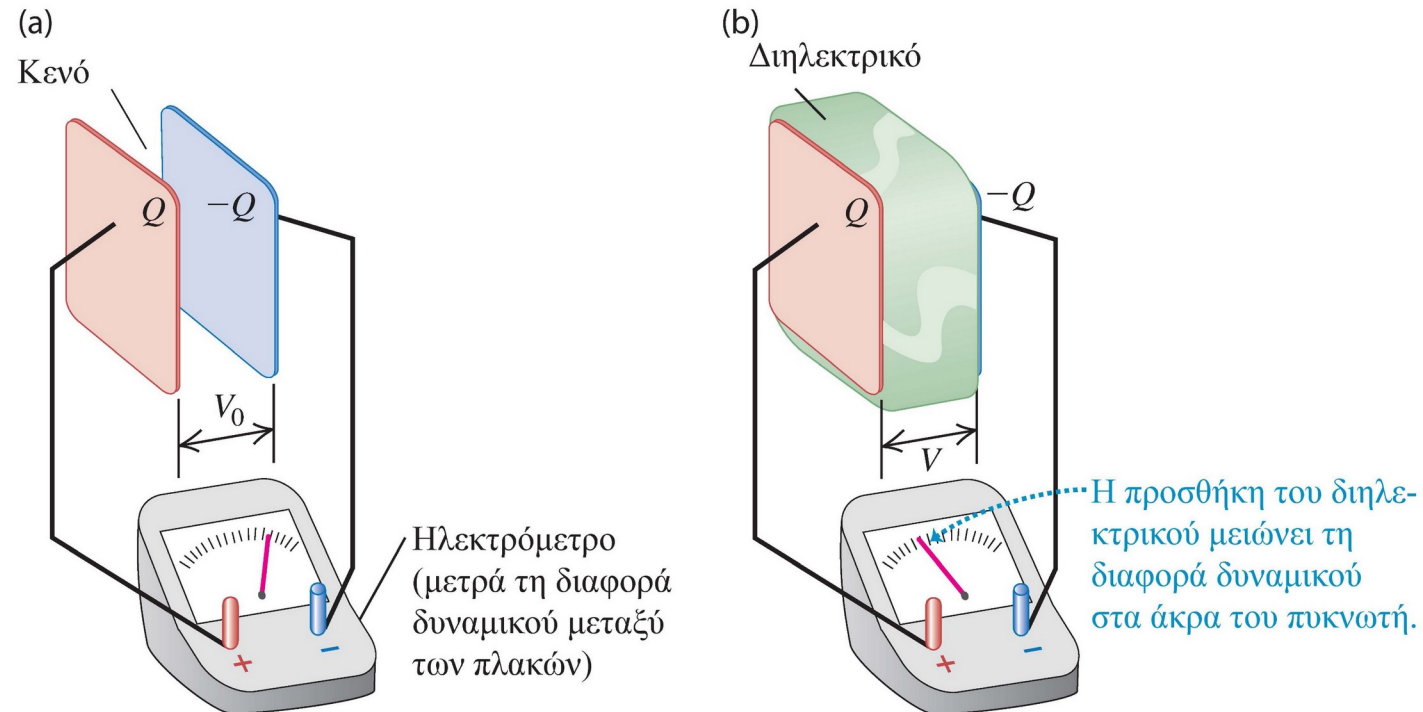 (a)
Κενό
Q
−Q
V0
Ηλεκτρόμετρο
(μετρά τη διαφορά
δυναμικού μεταξύ
των πλακών)
+
−
(b)
Διηλεκτρικό
Q
−Q
V
Η προσθήκη του διηλε-
κτρικού μειώνει τη
διαφορά δυναμικού
στα άκρα του πυκνωτή.
+
−